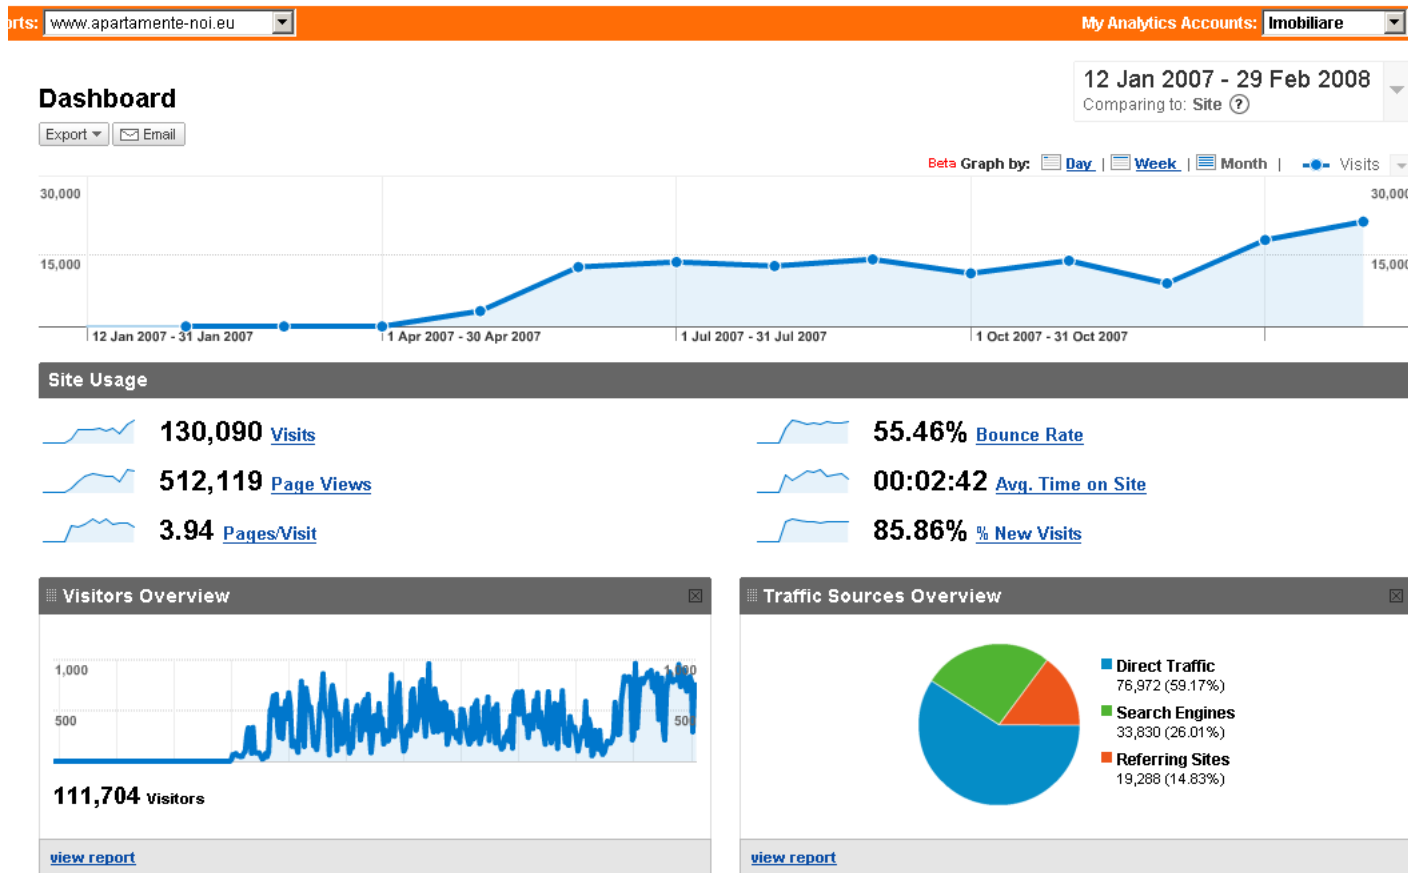 orts: www.apartamente-noi.eu My Analytics Accounts: Imobiliare
12 Jan 2007 - 29 Feb 2008
Comparing to: Site ?
Dashboard
Export Email
Beta Graph by: Day | Week | Month | Visits
30,000 30,000
15,000 15,000
12 Jan 2007 - 31 Jan 2007 1 Apr 2007 - 30 Apr 2007 1 Jul 2007 - 31 Jul 2007 1 Oct 2007 - 31 Oct 2007
Site Usage
130,090 Visits 55.46% Bounce Rate
512,119 Page Views 00:02:42 Avg. Time on Site
3.94 Pages/Visit 85.86% % New Visits
Visitors Overview
1,000 1,000
500 500
111,704 Visitors
view report
Traffic Sources Overview
Direct Traffic
76,972 (59.17%)
Search Engines
33,830 (26.01%)
Referring Sites
19,288 (14.83%)
view report